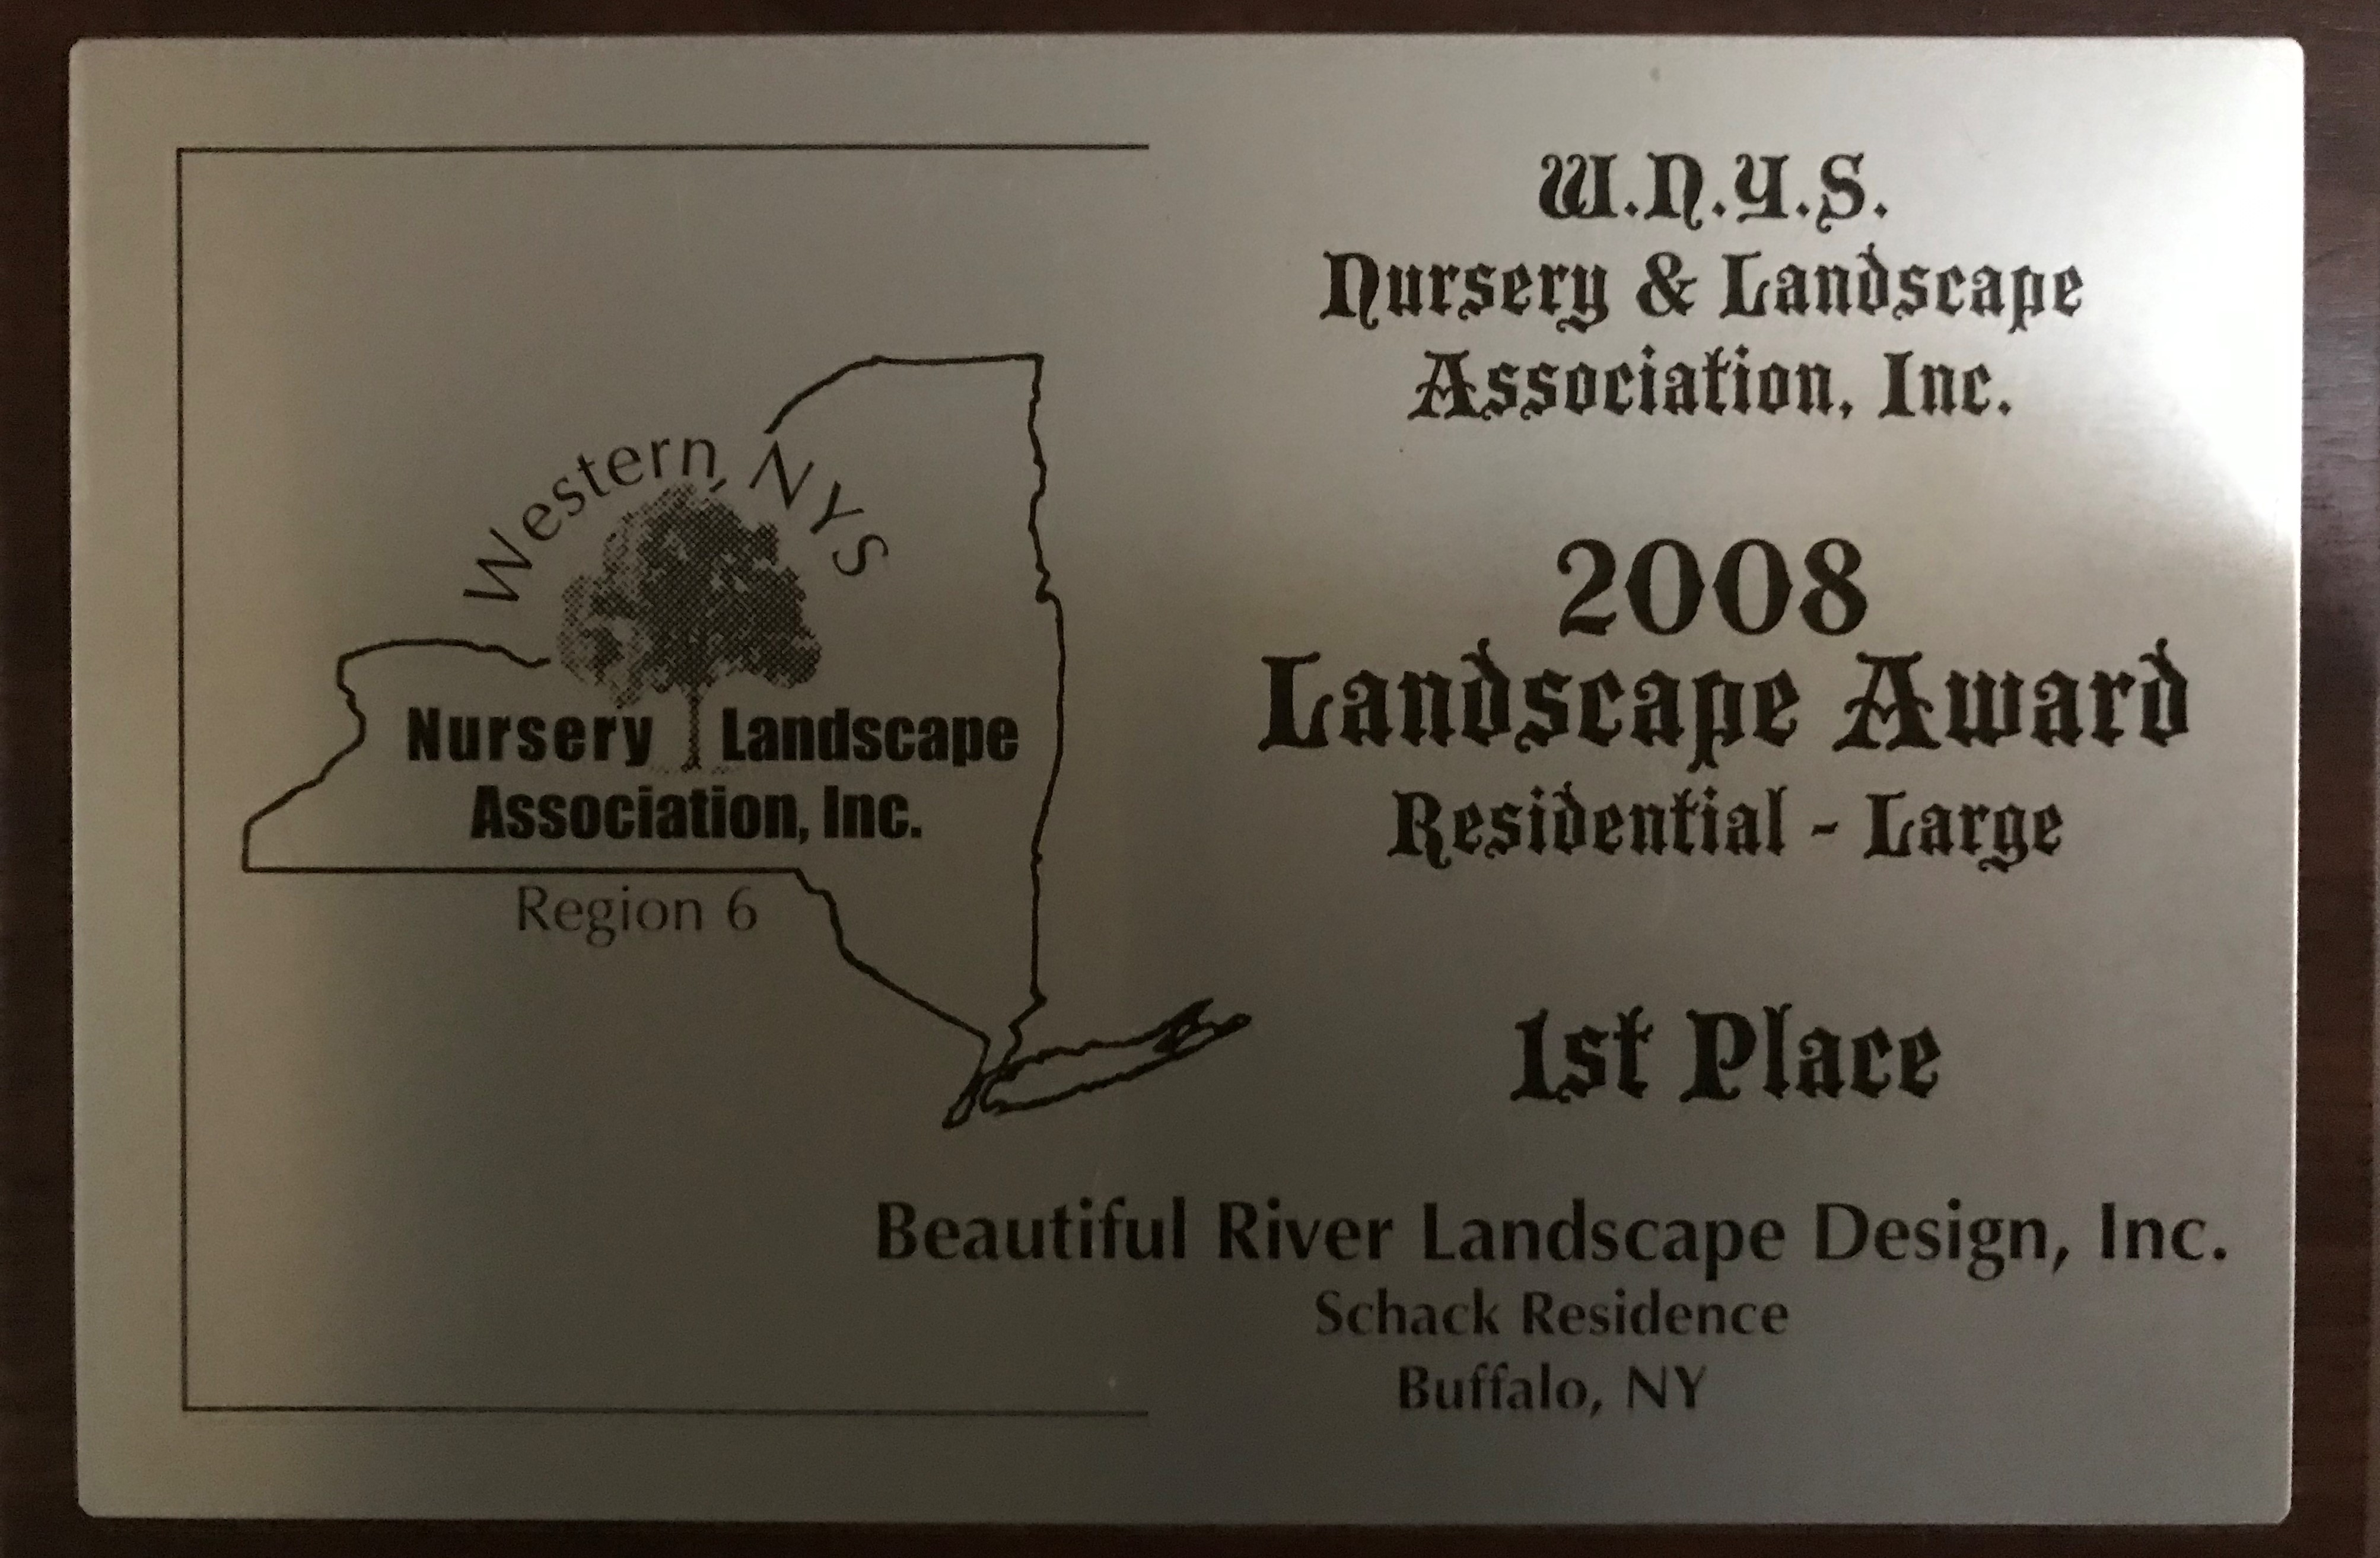 Western NYS
Nursery Landscape
Association, Inc.
Region 6
W.N.Y.S.
Nursery & Landscape
Association, Inc.
2008
Landscape Award
Residential - Large
1st Place
Beautiful River Landscape Design, Inc.
Schack Residence
Buffalo, NY